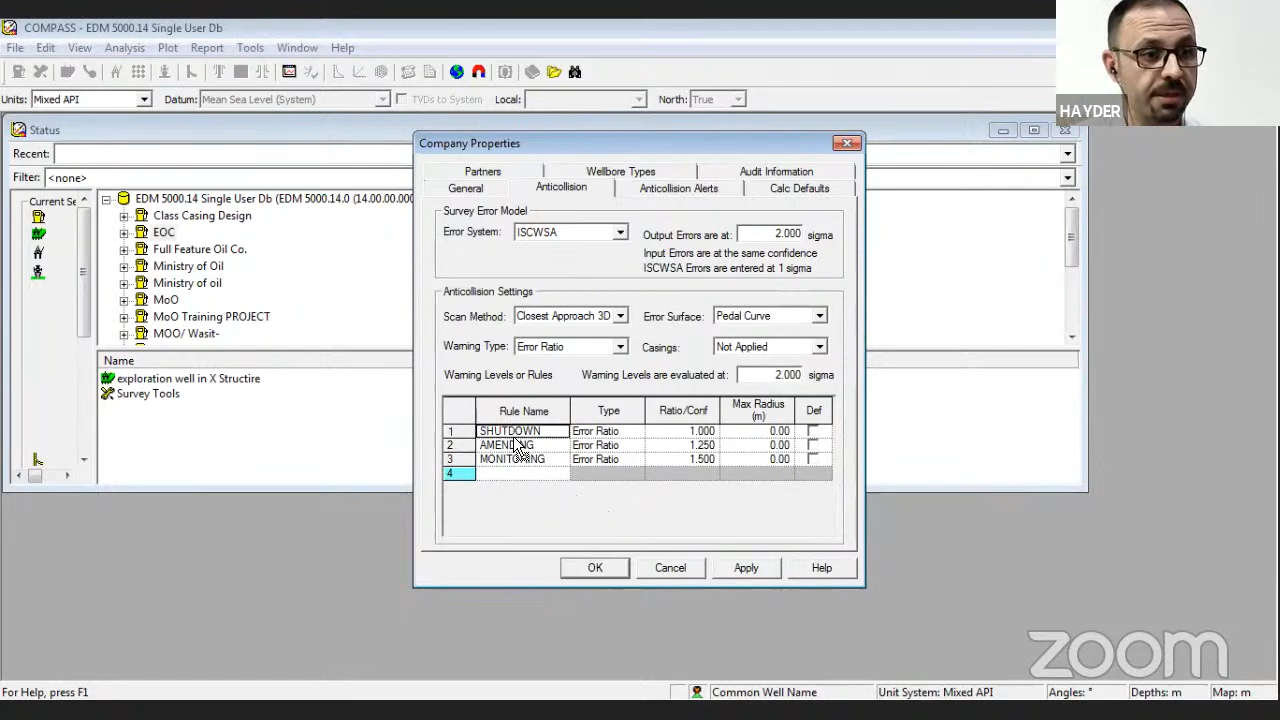 COMPASS - EDM 5000.14 Single User Db
File Edit View Analysis Plot Report Tools Window Help
HAYDER
Units: Mixed API Datum: Mean Sea Level (System) TVDs to System Local: North: True
Status
Recent:
Filter: <none>
Current Se
EDM 5000.14 Single User Db (EDM 5000.14.0 (14.00.00.000
Class Casing Design
EOC
Full Feature Oil Co.
Ministry of Oil
Ministry of oil
MoO
MoO Training PROJECT
MOO/ Wasit-
Name
exploration well in X Structire
Survey Tools
Company Properties
Partners Wellbore Types Audit Information
General Anticollision Anticollision Alerts Calc Defaults
Survey Error Model
Error System: ISCWSA Output Errors are at: 2.000 sigma
Input Errors are at the same confidence
ISCWSA Errors are entered at 1 sigma
Anticollision Settings
Scan Method: Closest Approach 3D Error Surface: Pedal Curve
Warning Type: Error Ratio Casings: Not Applied
Warning Levels or Rules Warning Levels are evaluated at: 2.000 sigma
Rule Name Type Ratio/Conf Max Radius (m) Def
1 SHUTDOWN Error Ratio 1.000 0.00
2 AMENDING Error Ratio 1.250 0.00
3 MONITORING Error Ratio 1.500 0.00
4
OK Cancel Apply Help
zoom
For Help, press F1 Common Well Name Unit System: Mixed API Angles: ° Depths: m Map: m